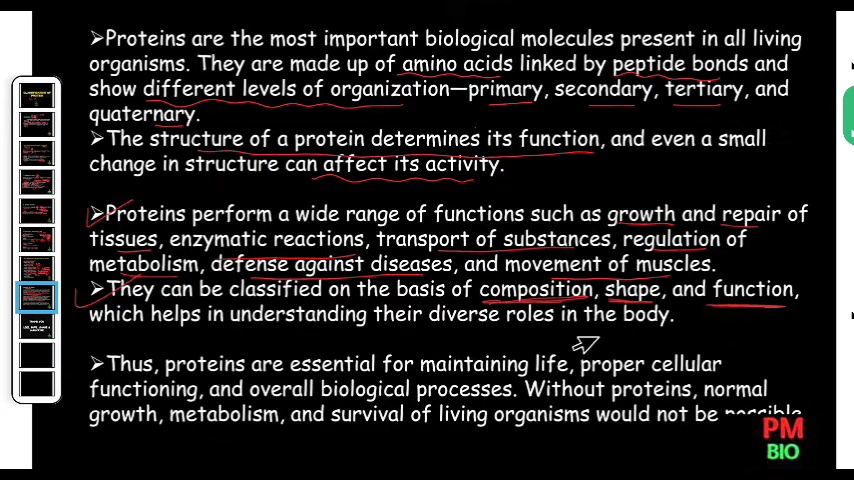 ➢Proteins are the most important biological molecules present in all living
organisms. They are made up of amino acids linked by peptide bonds and
show different levels of organization—primary, secondary, tertiary, and
quaternary.
➢The structure of a protein determines its function, and even a small
change in structure can affect its activity.
➢Proteins perform a wide range of functions such as growth and repair of
tissues, enzymatic reactions, transport of substances, regulation of
metabolism, defense against diseases, and movement of muscles.
➢They can be classified on the basis of composition, shape, and function,
which helps in understanding their diverse roles in the body.
➢Thus, proteins are essential for maintaining life, proper cellular
functioning, and overall biological processes. Without proteins, normal
growth, metabolism, and survival of living organisms would not be possible
PM
BIO